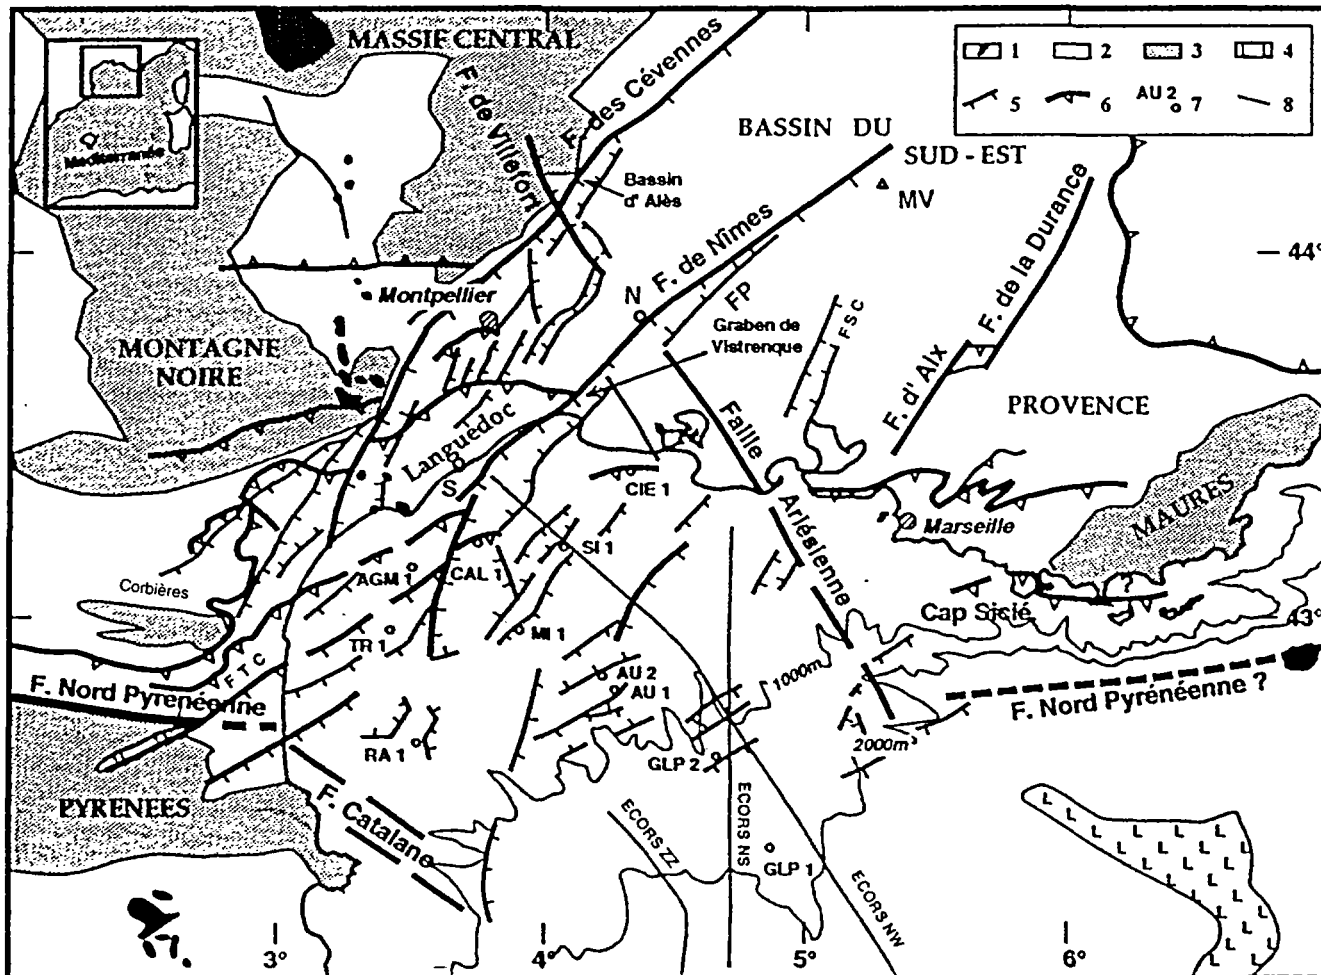 MASSIF CENTRAL
1
2
3
4
5
6
AU 2
7
8
Mediterranée
F. de Villefort
F. des Cévennes
BASSIN DU
SUD - EST
MV
Bassin
d' Alès
F. de Nîmes
F. de la Durance
44°
Montpellier
N
FP
FSC
Graben de
Vistrenque
MONTAGNE
NOIRE
F. d' Aix
PROVENCE
Languedoc
Faille
Arlésienne
S
CIE 1
MAURES
Marseille
SI 1
AGM 1
CAL 1
Corbières
?
Cap Sicié
43°
TR 1
MI 1
FTC
AU 2
AU 1
1000m
F. Nord Pyrenéenne
F. Nord Pyrénéenne ?
2000m
RA 1
GLP 2
PYRENEES
F. Catalane
ECORS ZZ
ECORS NS
GLP 1
ECORS NW
L L L L L L L L L L L L L L L L L L L L L L L L L
3°
4°
5°
6°